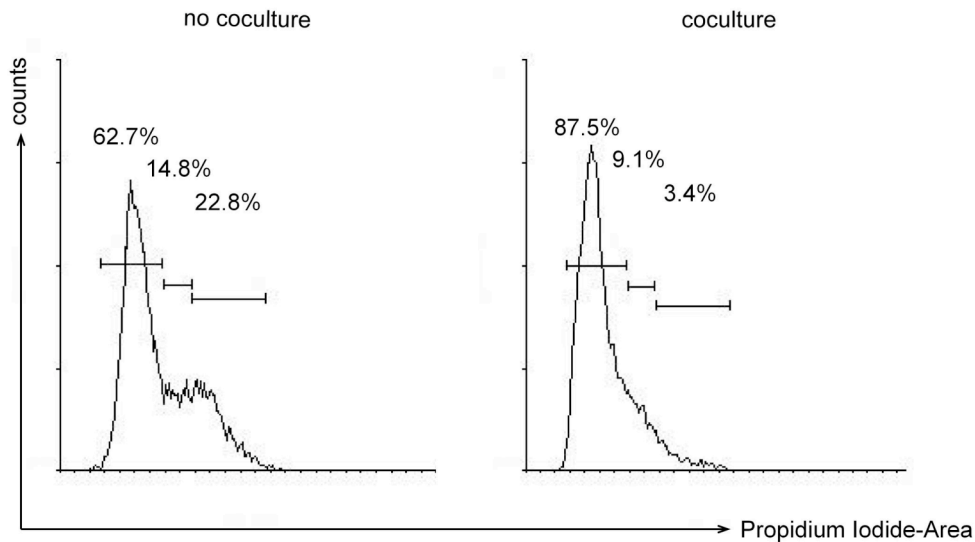 no coculture
coculture
counts
62.7%
14.8%
22.8%
87.5%
9.1%
3.4%
Propidium Iodide-Area